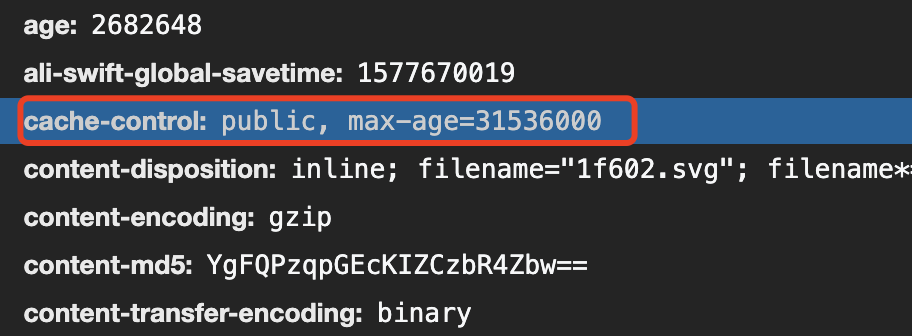 age: 2682648
ali-swift-global-savetime: 1577670019
cache-control: public, max-age=31536000
content-disposition: inline; filename="1f602.svg"; filename*
content-encoding: gzip
content-md5: YgFQPzqpGEcKIZCzbR4Zbw==
content-transfer-encoding: binary